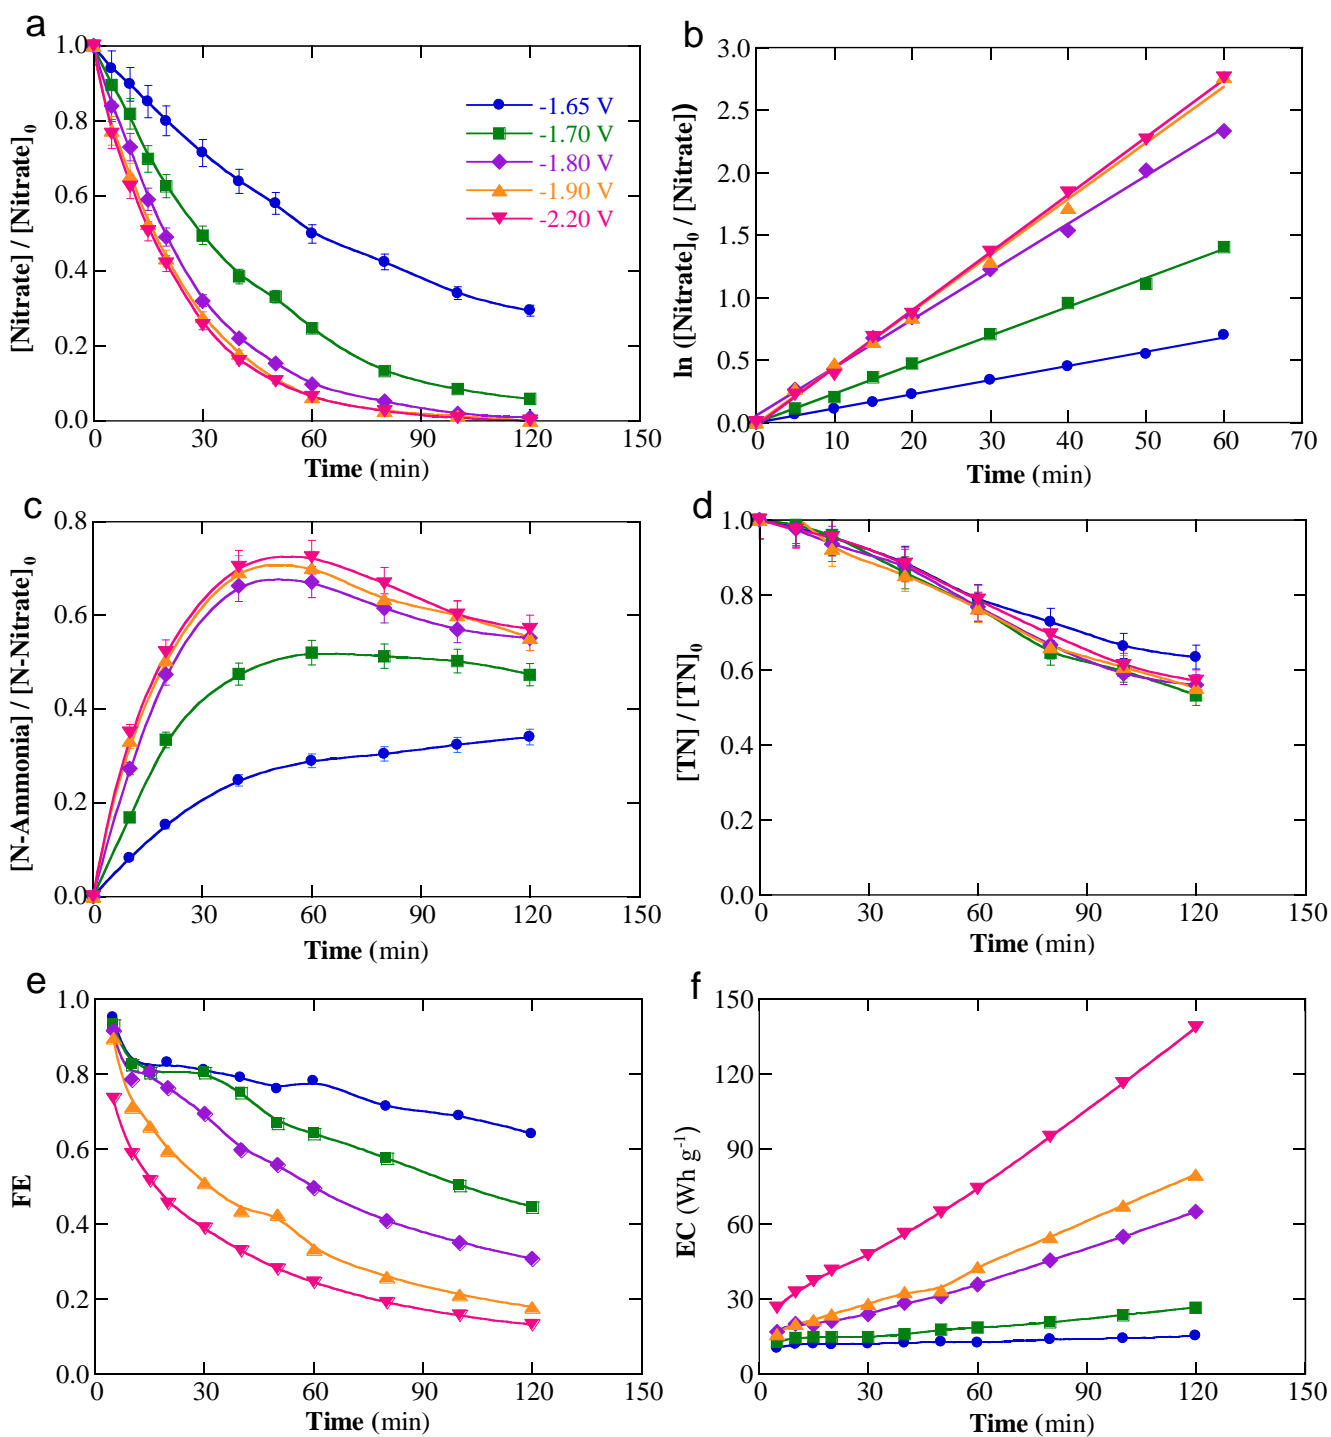 a
1.0
0.8
0.6
0.4
0.2
0.0
0 30 60 90 120 150
[Nitrate] / [Nitrate]0
Time (min)
-1.65 V
-1.70 V
-1.80 V
-1.90 V
-2.20 V
b
3.0
2.5
2.0
1.5
1.0
0.5
0.0
0 10 20 30 40 50 60 70
ln ([Nitrate]0 / [Nitrate])
Time (min)
c
0.8
0.6
0.4
0.2
0.0
0 30 60 90 120 150
[N-Ammonia] / [N-Nitrate]0
Time (min)
d
1.0
0.8
0.6
0.4
0.2
0.0
0 30 60 90 120 150
[TN] / [TN]0
Time (min)
e
1.0
0.8
0.6
0.4
0.2
0.0
0 30 60 90 120 150
FE
Time (min)
f
150
120
90
60
30
0
0 30 60 90 120 150
EC (Wh g-1)
Time (min)